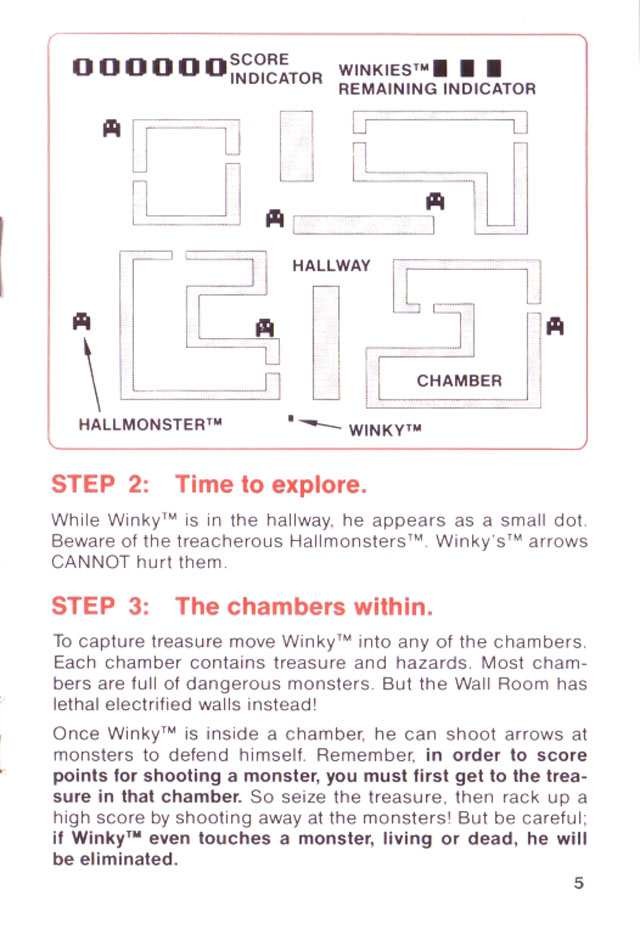 000000 SCORE INDICATOR
WINKIES™
REMAINING INDICATOR
HALLWAY
CHAMBER
HALLMONSTER™
WINKY™
STEP 2: Time to explore.
While Winky™ is in the hallway, he appears as a small dot.
Beware of the treacherous Hallmonsters™. Winky's™ arrows
CANNOT hurt them.
STEP 3: The chambers within.
To capture treasure move Winky™ into any of the chambers.
Each chamber contains treasure and hazards. Most cham-
bers are full of dangerous monsters. But the Wall Room has
lethal electrified walls instead!
Once Winky™ is inside a chamber, he can shoot arrows at
monsters to defend himself. Remember, in order to score
points for shooting a monster, you must first get to the trea-
sure in that chamber. So seize the treasure, then rack up a
high score by shooting away at the monsters! But be careful;
if Winky™ even touches a monster, living or dead, he will
be eliminated.
5